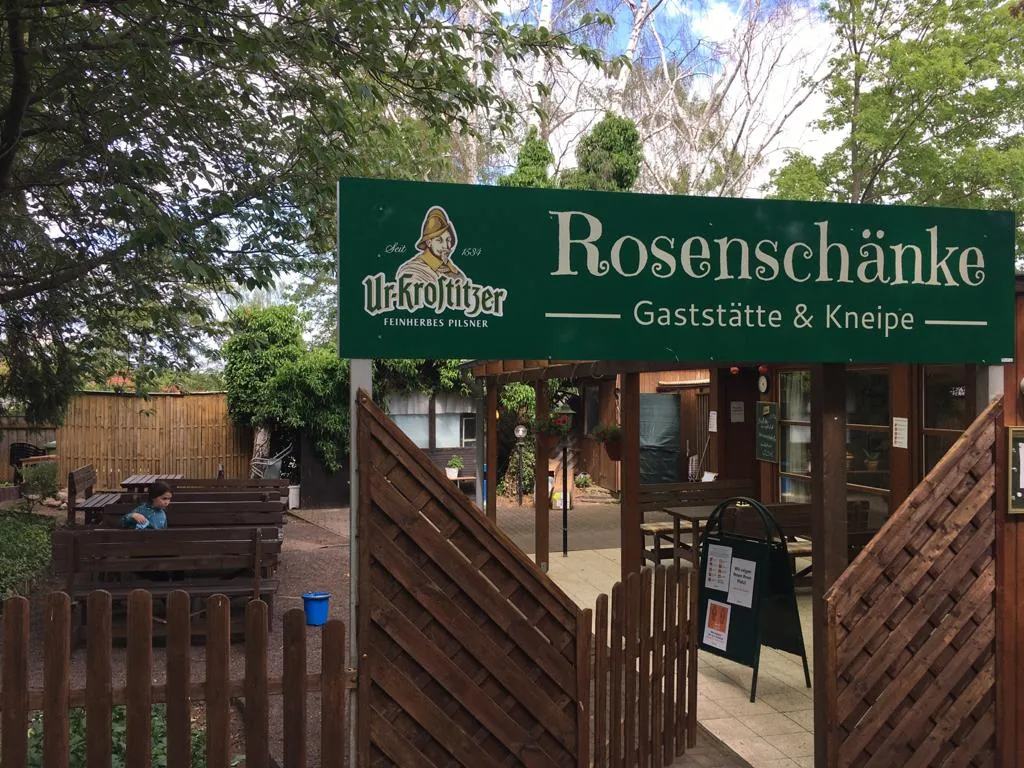 Seit 1534
Ur-Krostitzer
FEINHERBES PILSNER
Rosenschänke
Gaststätte & Kneipe